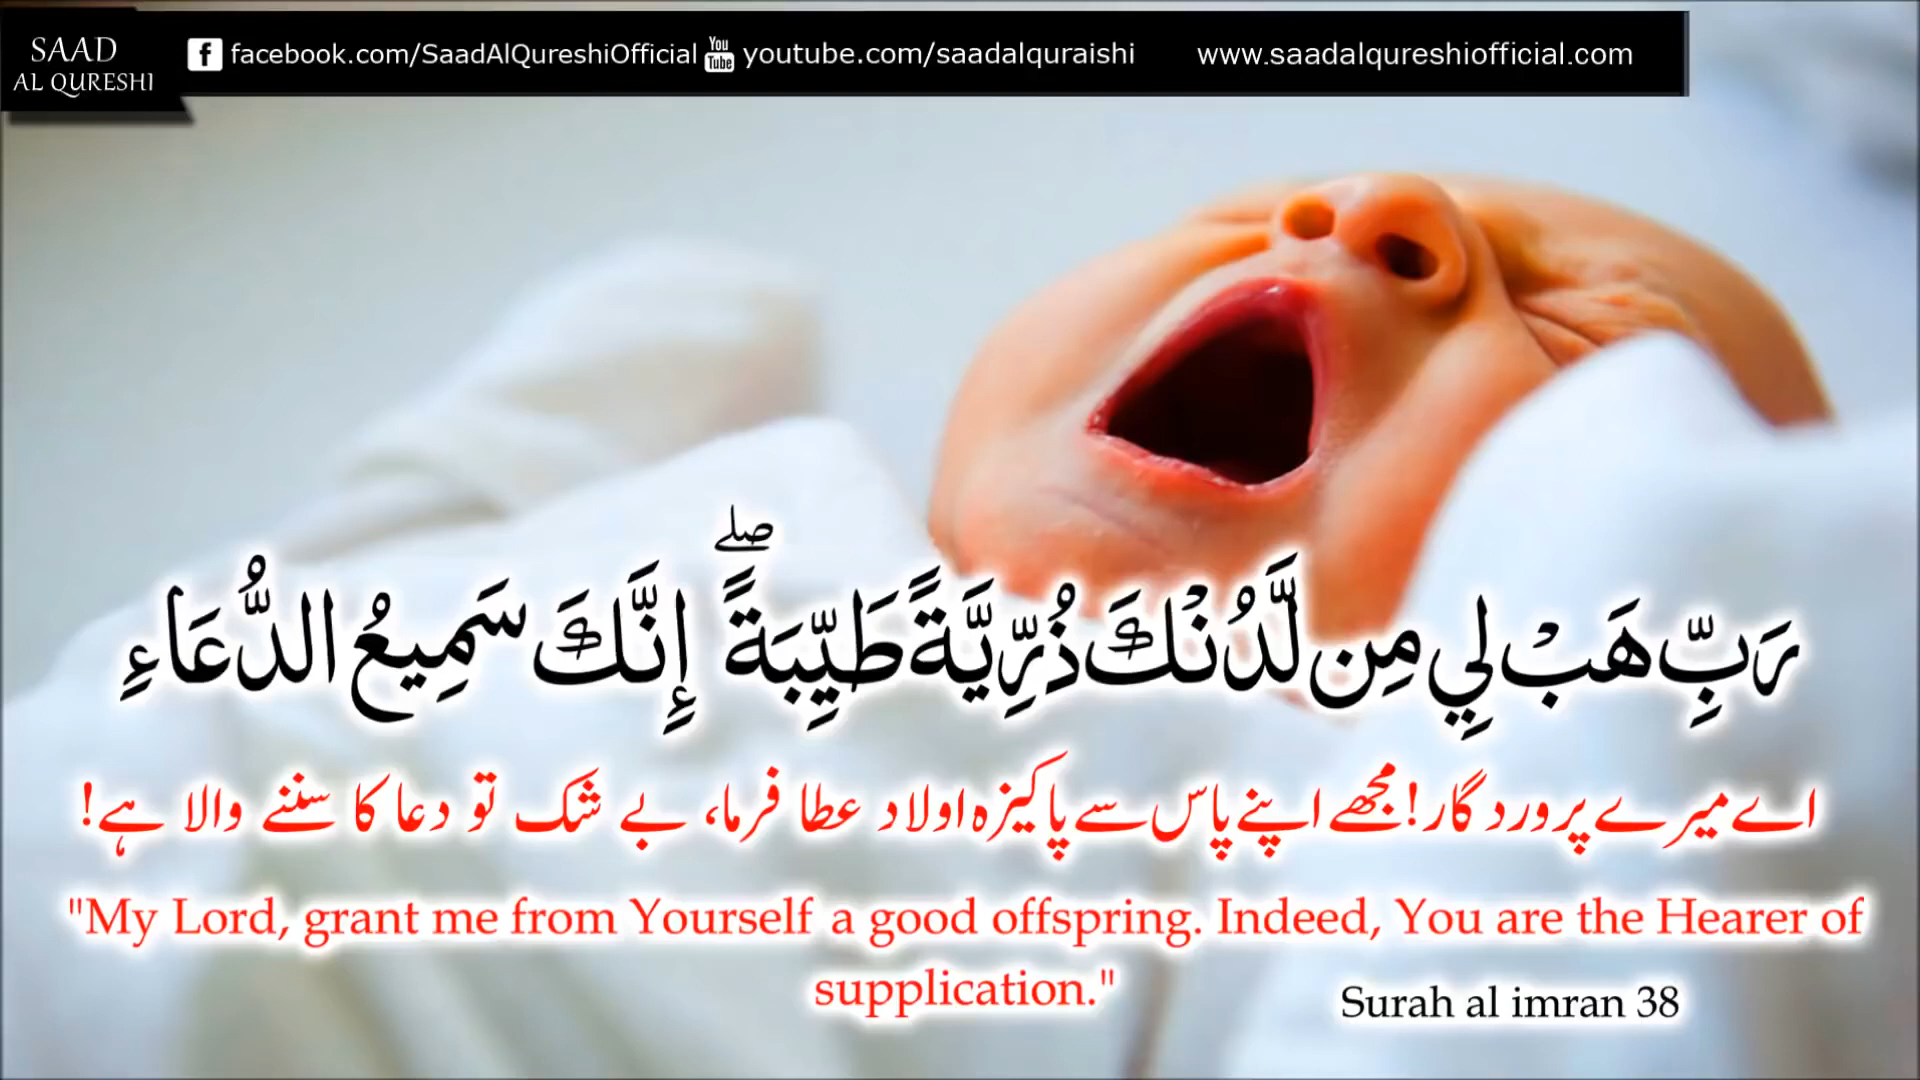 SAAD
AL QURESHI
facebook.com/SaadAlQureshiOfficial You Tube youtube.com/saadalquraishi www.saadalqureshiofficial.com
رَبِّ هَبْ لِي مِن لَّدُنْكَ ذُرِّيَّةً طَيِّبَةً ۖ إِنَّكَ سَمِيعُ الدُّعَاءِ
اے میرے پروردگار! مجھے اپنے پاس سے پاکیزہ اولاد عطا فرما، بے شک تو دعا کا سننے والا ہے!
"My Lord, grant me from Yourself a good offspring. Indeed, You are the Hearer of
supplication."
Surah al imran 38